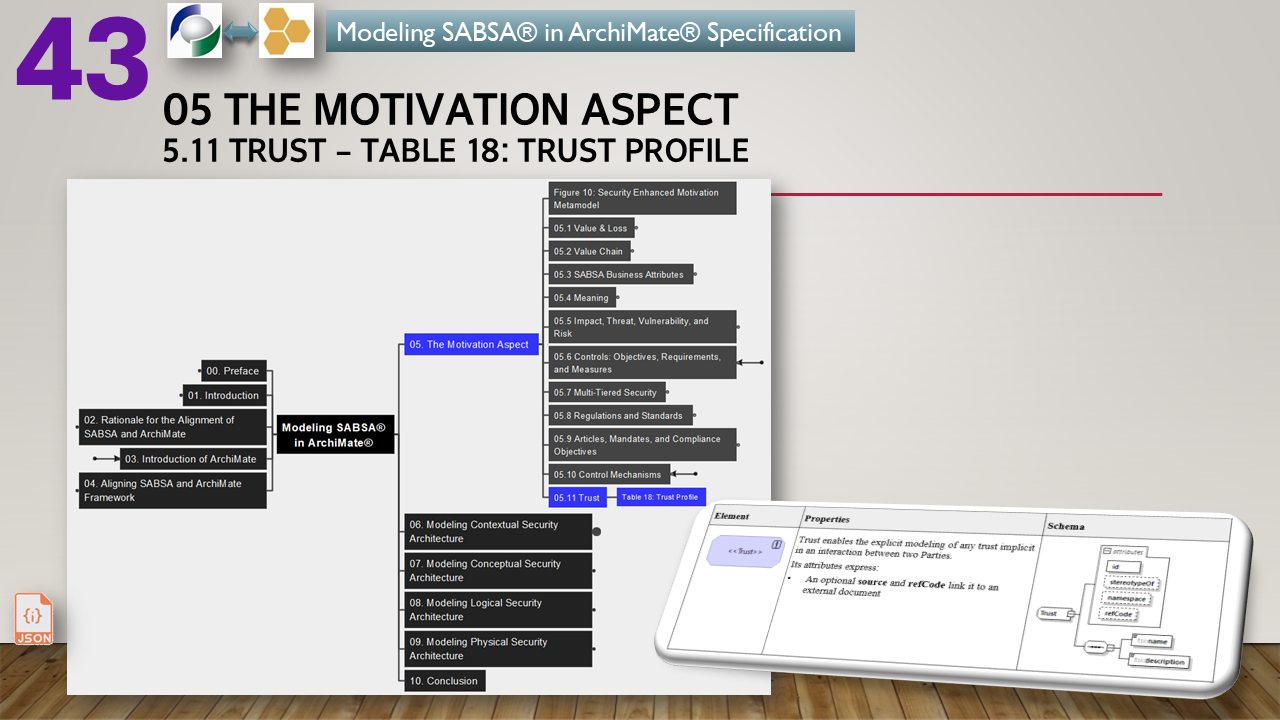 43
Modeling SABSA® in ArchiMate® Specification
05 THE MOTIVATION ASPECT
5.11 TRUST – TABLE 18: TRUST PROFILE
Figure 10: Security Enhanced Motivation
Metamodel
05.1 Value & Loss
05.2 Value Chain
05.3 SABSA Business Attributes
05.4 Meaning
05.5 Impact, Threat, Vulnerability, and
Risk
05. The Motivation Aspect
05.6 Controls: Objectives, Requirements,
and Measures
05.7 Multi-Tiered Security
05.8 Regulations and Standards
05.9 Articles, Mandates, and Compliance
Objectives
05.10 Control Mechanisms
05.11 Trust
Table 18: Trust Profile
00. Preface
01. Introduction
02. Rationale for the Alignment of
SABSA and ArchiMate
03. Introduction of ArchiMate
04. Aligning SABSA and ArchiMate
Framework
Modeling SABSA®
in ArchiMate®
06. Modeling Contextual Security
Architecture
07. Modeling Conceptual Security
Architecture
08. Modeling Logical Security
Architecture
09. Modeling Physical Security
Architecture
10. Conclusion
Element
Properties
Schema
<<Trust>>
Trust enables the explicit modeling of any trust implicit
in an interaction between two Parties.
Its attributes express:
• An optional source and refCode link it to an
external document
attributes
id
stereotypeOf
namespace
refCode
Trust
name
description
{i}
JSON